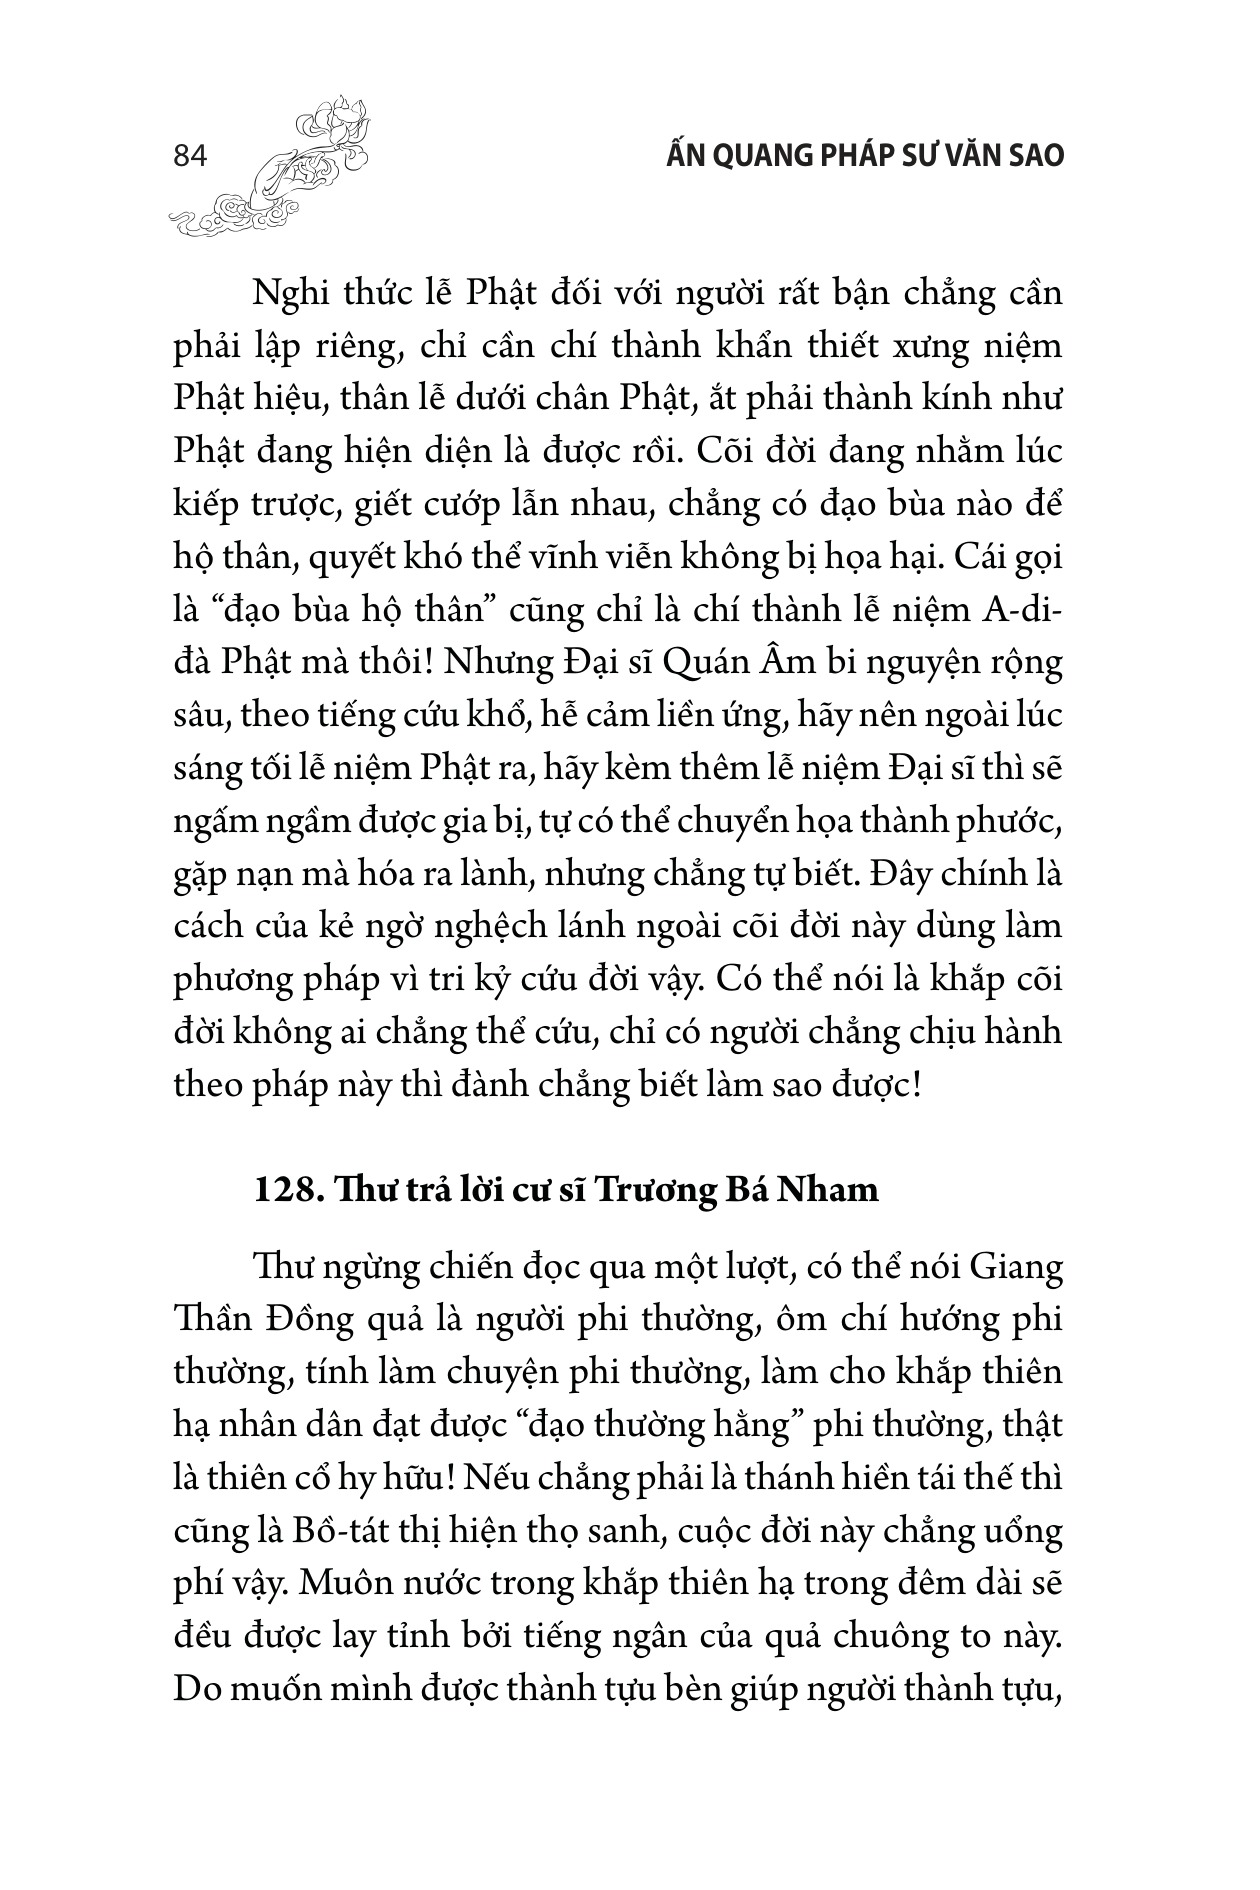 84
ẤN QUANG PHÁP SƯ VĂN SAO
Nghi thức lễ Phật đối với người rất bận chẳng cần
phải lập riêng, chỉ cần chí thành khẩn thiết xưng niệm
Phật hiệu, thân lễ dưới chân Phật, ắt phải thành kính như
Phật đang hiện diện là được rồi. Cõi đời đang nhằm lúc
kiếp trược, giết cướp lẫn nhau, chẳng có đạo bùa nào để
hộ thân, quyết khó thể vĩnh viễn không bị họa hại. Cái gọi
là “đạo bùa hộ thân” cũng chỉ là chí thành lễ niệm A-di-
đà Phật mà thôi! Nhưng Đại sĩ Quán Âm bi nguyện rộng
sâu, theo tiếng cứu khổ, hễ cảm liền ứng, hãy nên ngoài lúc
sáng tối lễ niệm Phật ra, hãy kèm thêm lễ niệm Đại sĩ thì sẽ
ngấm ngầm được gia bị, tự có thể chuyển họa thành phước,
gặp nạn mà hóa ra lành, nhưng chẳng tự biết. Đây chính là
cách của kẻ ngờ nghệch lánh ngoài cõi đời này dùng làm
phương pháp vì tri kỷ cứu đời vậy. Có thể nói là khắp cõi
đời không ai chẳng thể cứu, chỉ có người chẳng chịu hành
theo pháp này thì đành chẳng biết làm sao được!
128. Thư trả lời cư sĩ Trương Bá Nham
Thư ngừng chiến đọc qua một lượt, có thể nói Giang
Thần Đồng quả là người phi thường, ôm chí hướng phi
thường, tính làm chuyện phi thường, làm cho khắp thiên
hạ nhân dân đạt được “đạo thường hằng” phi thường, thật
là thiên cổ hy hữu! Nếu chẳng phải là thánh hiền tái thế thì
cũng là Bồ-tát thị hiện thọ sanh, cuộc đời này chẳng uổng
phí vậy. Muôn nước trong khắp thiên hạ trong đêm dài sẽ
đều được lay tỉnh bởi tiếng ngân của quả chuông to này.
Do muốn mình được thành tựu bèn giúp người thành tựu,